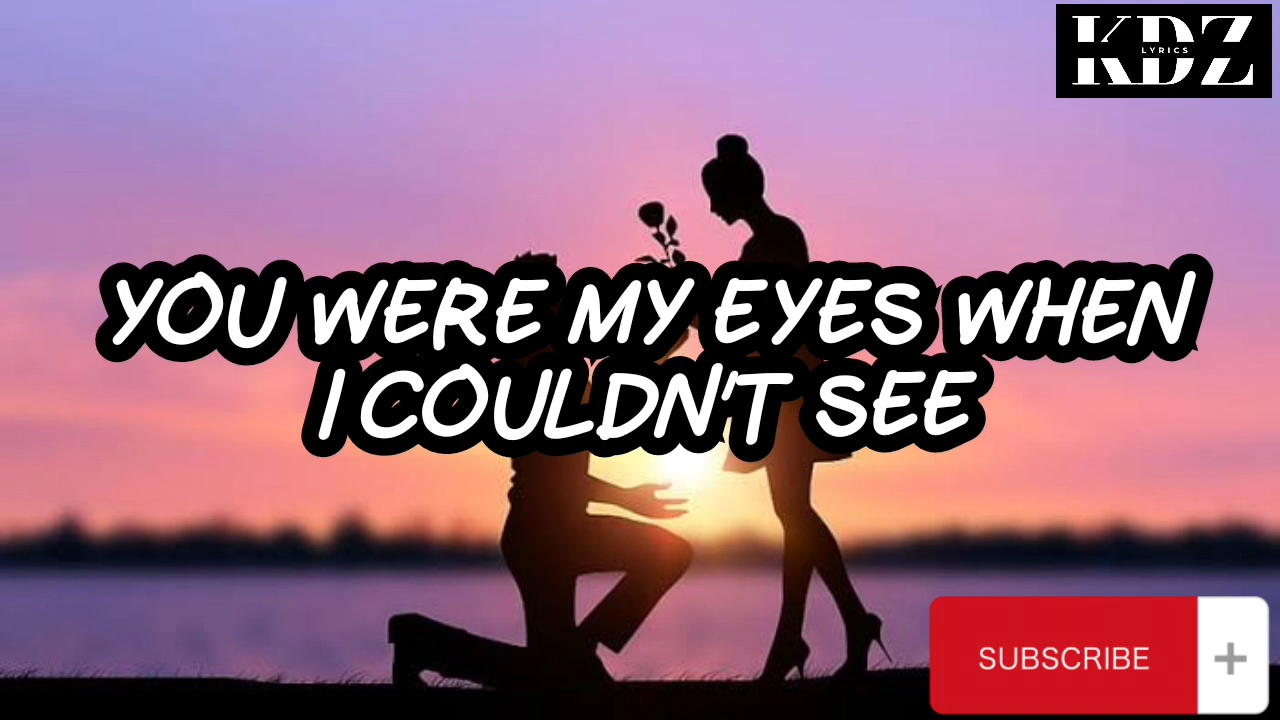 KDZ
LYRICS
YOU WERE MY EYES WHEN
I COULDN'T SEE
SUBSCRIBE +